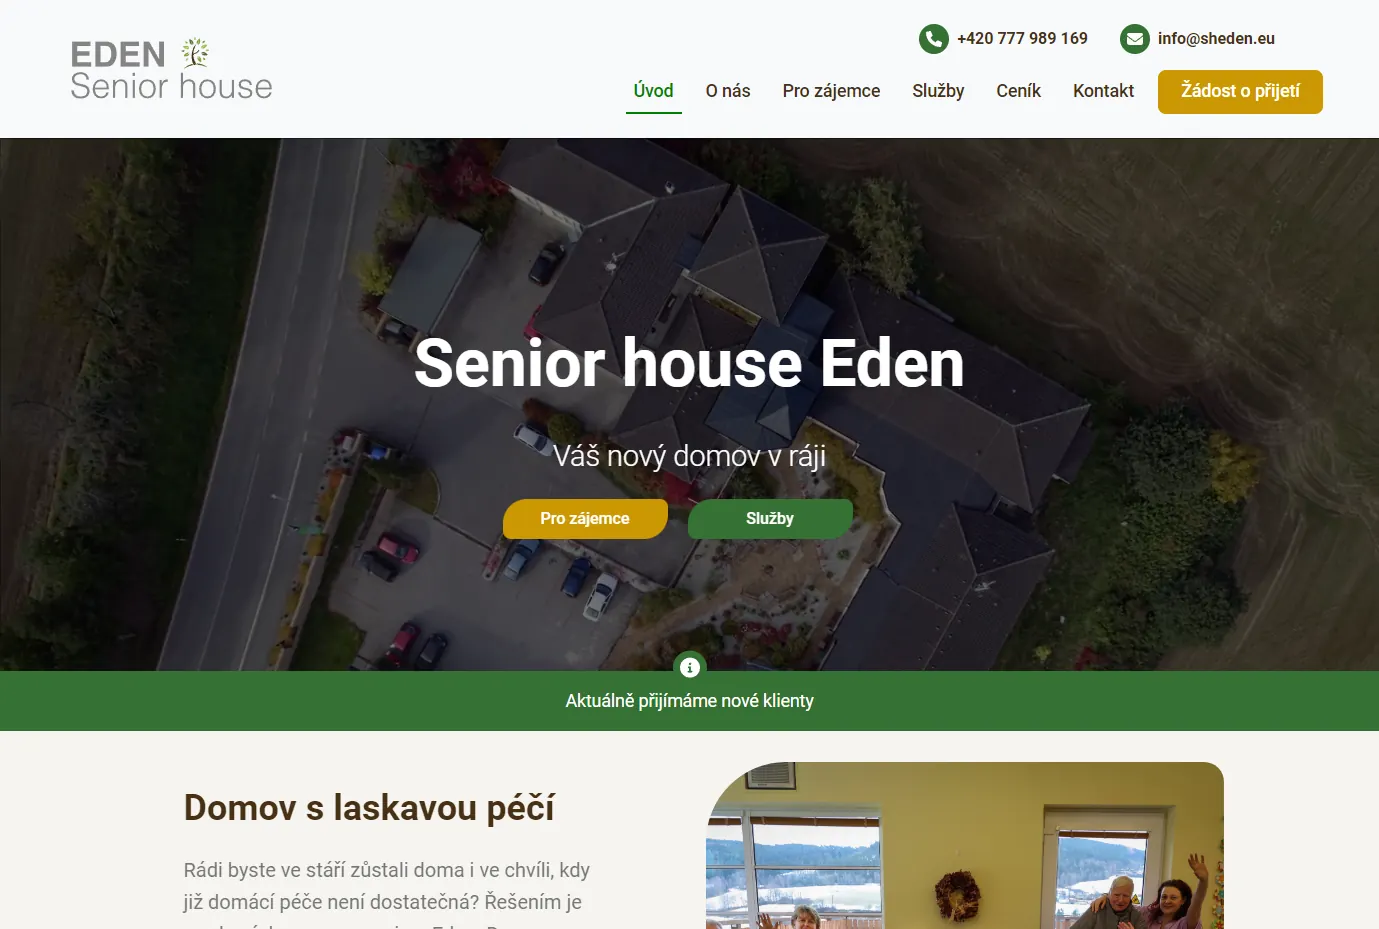 EDEN
Senior house
+420 777 989 169
info@sheden.eu
Úvod
O nás
Pro zájemce
Služby
Ceník
Kontakt
Žádost o přijetí
Senior house Eden
Váš nový domov v ráji
Pro zájemce
Služby
Aktuálně přijímáme nové klienty
Domov s laskavou péčí
Rádi byste ve stáří zůstali doma i ve chvíli, kdy
již domácí péče není dostatečná? Řešením je